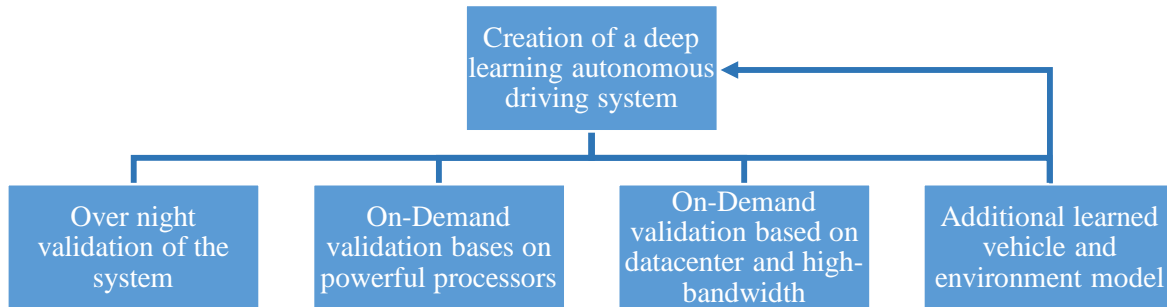 Creation of a deep
learning autonomous
driving system
Over night
validation of the
system
On-Demand
validation bases on
powerful processors
On-Demand
validation based on
datacenter and high-
bandwidth
Additional learned
vehicle and
environment model